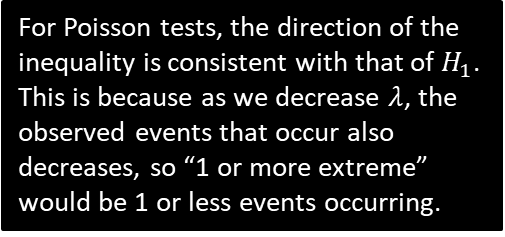 For Poisson tests, the direction of the
inequality is consistent with that of H₁.
This is because as we decrease λ, the
observed events that occur also
decreases, so “1 or more extreme”
would be 1 or less events occurring.